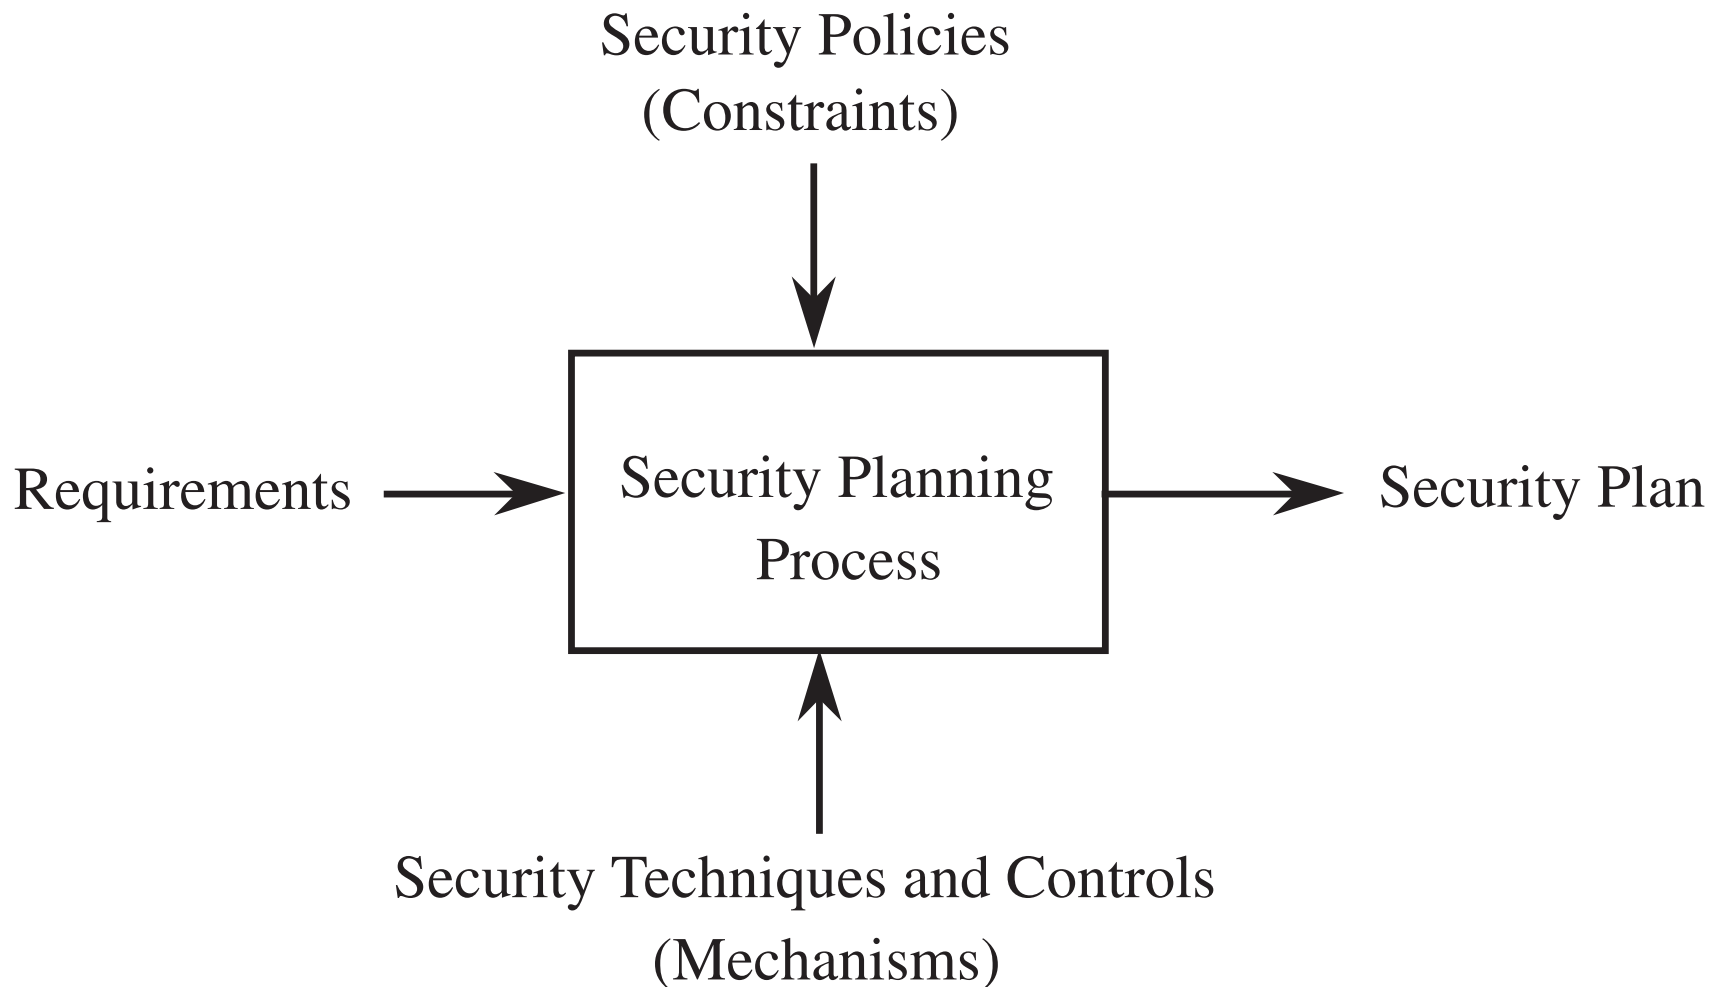 Security Policies
(Constraints)
Requirements
Security Planning
Process
Security Plan
Security Techniques and Controls
(Mechanisms)